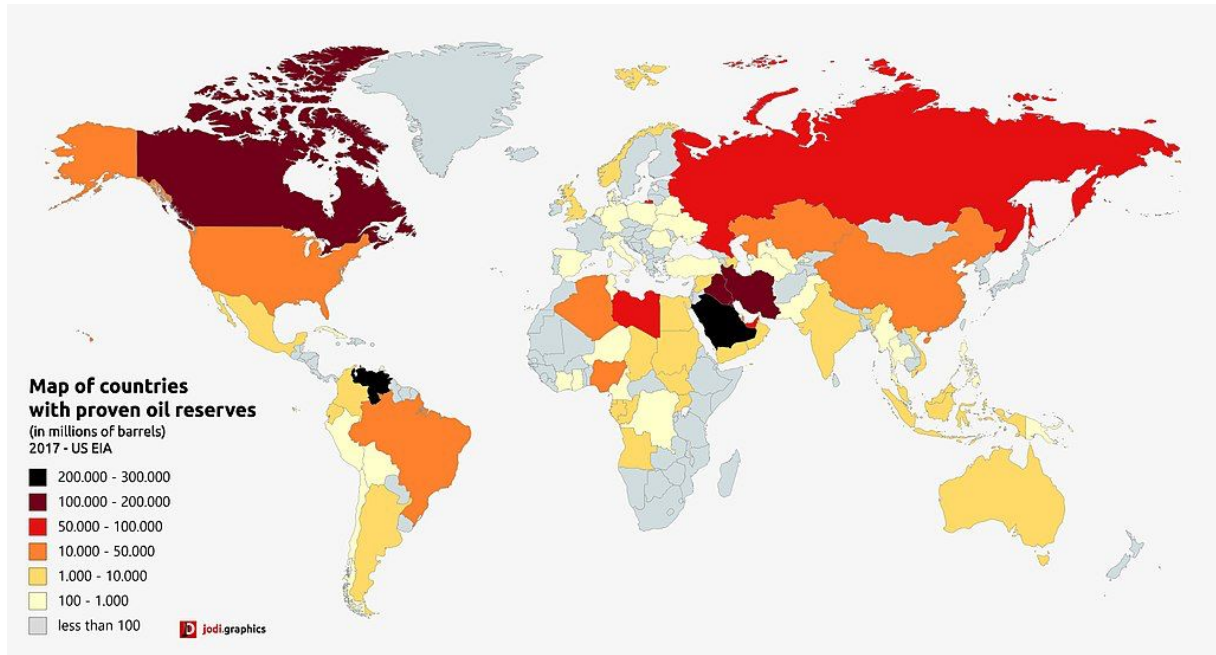 Map of countries
with proven oil reserves
(in millions of barrels)
2017 - US EIA
200.000 - 300.000
100.000 - 200.000
50.000 - 100.000
10.000 - 50.000
1.000 - 10.000
100 - 1.000
less than 100
jodi.graphics